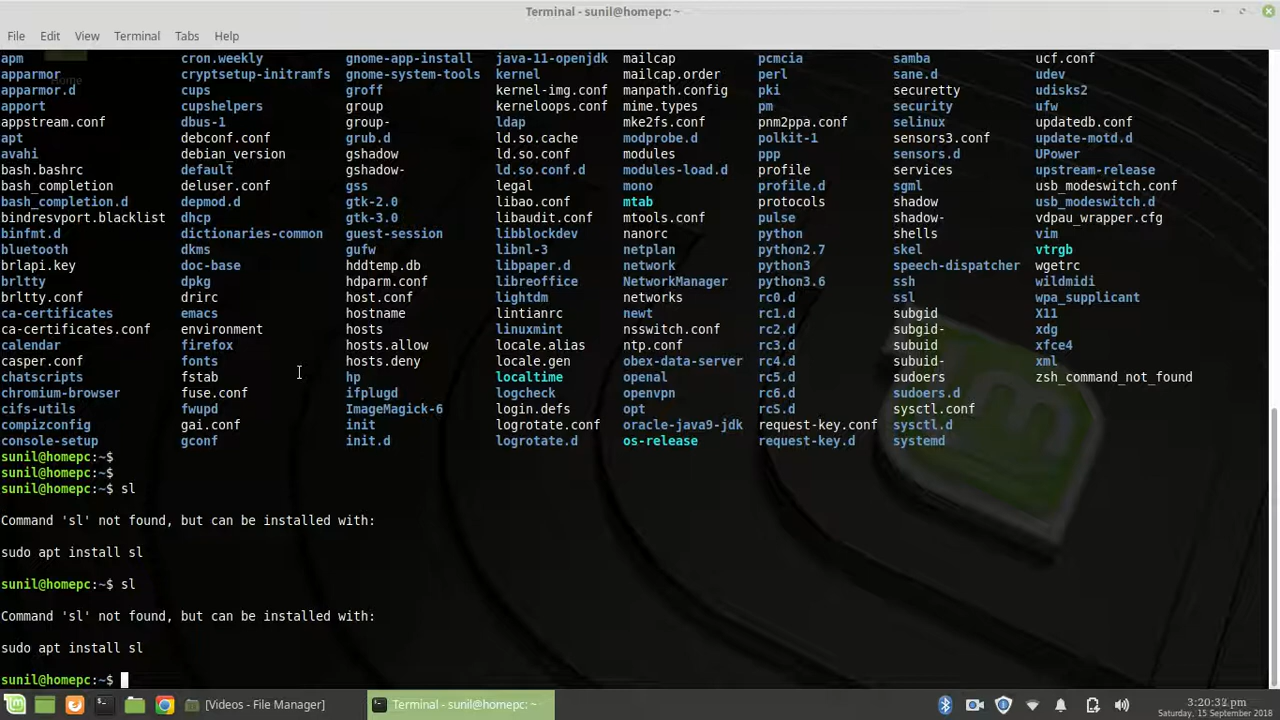 Terminal - sunil@homepc: ~
File Edit View Terminal Tabs Help
apm cron.weekly gnome-app-install java-11-openjdk mailcap pcmcia samba ucf.conf
apparmor cryptsetup-initramfs gnome-system-tools kernel mailcap.order perl sane.d udev
Home
apparmor.d cups groff kernel-img.conf manpath.config pki securetty udisks2
apport cupshelpers group kerneloops.conf mime.types pm security ufw
appstream.conf dbus-1 group- ldap mke2fs.conf pnm2ppa.conf selinux updatedb.conf
apt debconf.conf grub.d ld.so.cache modprobe.d polkit-1 sensors3.conf update-motd.d
avahi debian_version gshadow ld.so.conf modules ppp sensors.d UPower
bash.bashrc default gshadow- ld.so.conf.d modules-load.d profile services upstream-release
bash_completion deluser.conf gss legal mono profile.d sgml usb_modeswitch.conf
bash_completion.d depmod.d gtk-2.0 libao.conf mtab protocols shadow usb_modeswitch.d
bindresvport.blacklist dhcp gtk-3.0 libaudit.conf mtools.conf pulse shadow- vdpau_wrapper.cfg
binfmt.d dictionaries-common guest-session libblockdev nanorc python shells vim
bluetooth dkms gufw libnl-3 netplan python2.7 skel vtrgb
brlapi.key doc-base hddtemp.db libpaper.d network python3 speech-dispatcher wgetrc
brltty dpkg hdparm.conf libreoffice NetworkManager python3.6 ssh wildmidi
brltty.conf drirc host.conf lightdm networks rc0.d ssl wpa_supplicant
ca-certificates emacs hostname lintianrc newt rc1.d subgid X11
ca-certificates.conf environment hosts linuxmint nsswitch.conf rc2.d subgid- xdg
calendar firefox hosts.allow locale.alias ntp.conf rc3.d subuid xfce4
casper.conf fonts hosts.deny locale.gen obex-data-server rc4.d subuid- xml
chatscripts fstab hp localtime openal rc5.d sudoers zsh_command_not_found
chromium-browser fuse.conf ifplugd logcheck openvpn rc6.d sudoers.d
cifs-utils fwupd ImageMagick-6 login.defs opt rcS.d sysctl.conf
compizconfig gai.conf init logrotate.conf oracle-java9-jdk request-key.conf sysctl.d
console-setup gconf init.d logrotate.d os-release request-key.d systemd
sunil@homepc:~$
sunil@homepc:~$
sunil@homepc:~$ sl
Command 'sl' not found, but can be installed with:
sudo apt install sl
sunil@homepc:~$ sl
Command 'sl' not found, but can be installed with:
sudo apt install sl
sunil@homepc:~$
[Videos - File Manager] Terminal - sunil@homepc: ~
Saturday, 15 September 2018